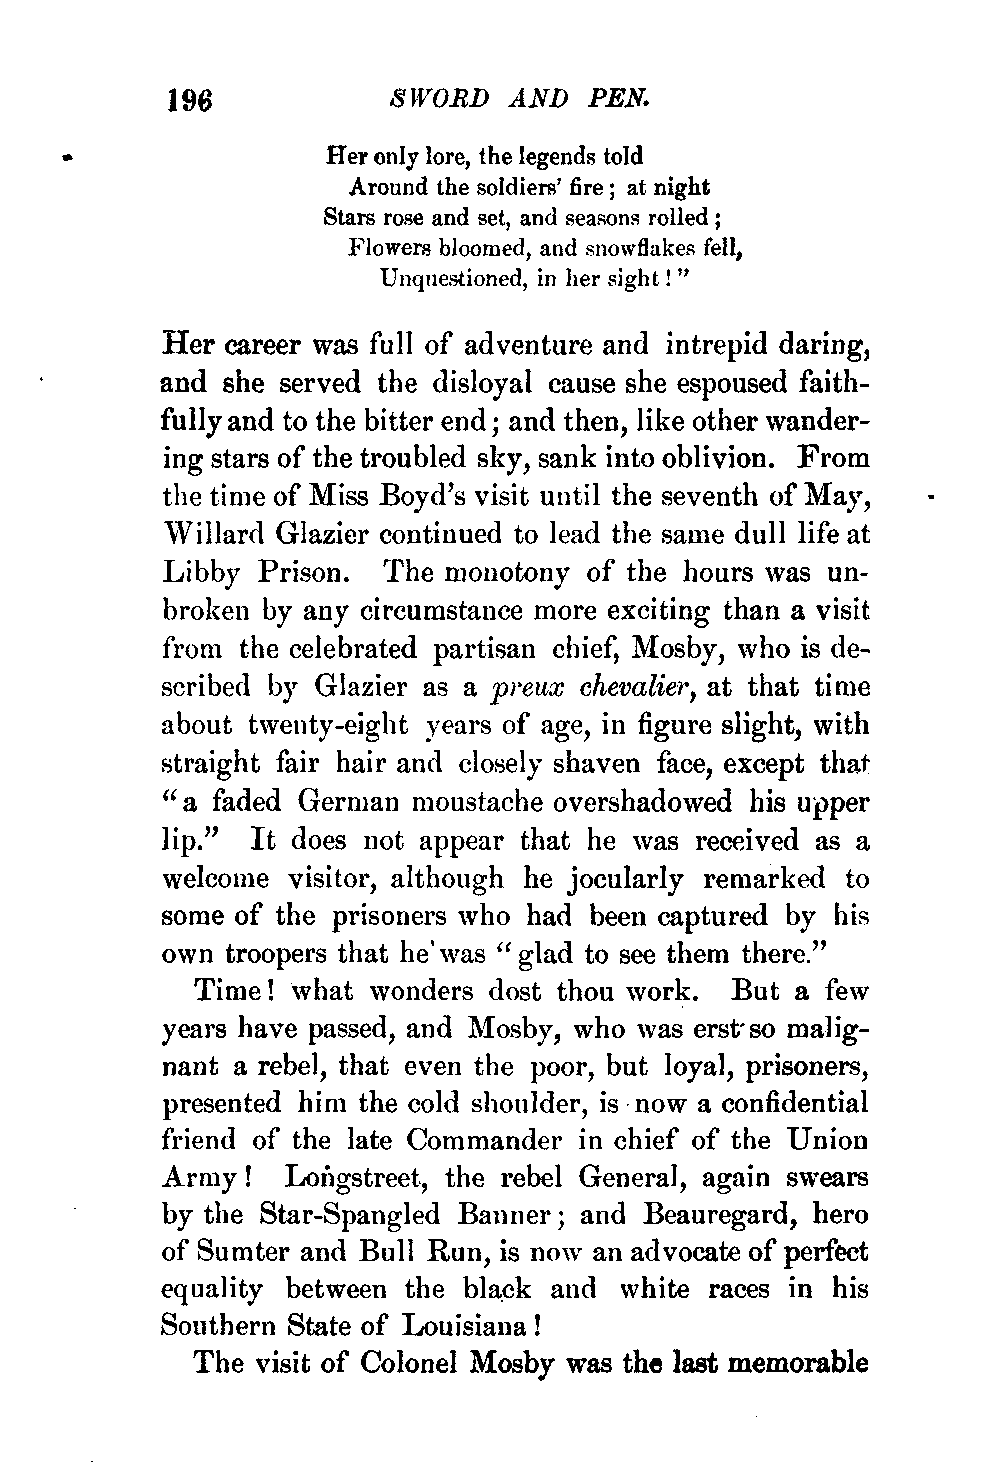 196 SWORD AND PEN.
Her only lore, the legends told
Around the soldiers' fire; at night
Stars rose and set, and seasons rolled;
Flowers bloomed, and snowflakes fell,
Unquestioned, in her sight!"
Her career was full of adventure and intrepid daring,
and she served the disloyal cause she espoused faith-
fully and to the bitter end; and then, like other wander-
ing stars of the troubled sky, sank into oblivion. From
the time of Miss Boyd's visit until the seventh of May,
Willard Glazier continued to lead the same dull life at
Libby Prison. The monotony of the hours was un-
broken by any circumstance more exciting than a visit
from the celebrated partisan chief, Mosby, who is de-
scribed by Glazier as a preux chevalier, at that time
about twenty-eight years of age, in figure slight, with
straight fair hair and closely shaven face, except that
"a faded German moustache overshadowed his upper
lip." It does not appear that he was received as a
welcome visitor, although he jocularly remarked to
some of the prisoners who had been captured by his
own troopers that he was "glad to see them there."
Time! what wonders dost thou work. But a few
years have passed, and Mosby, who was erst so malig-
nant a rebel, that even the poor, but loyal, prisoners,
presented him the cold shoulder, is now a confidential
friend of the late Commander in chief of the Union
Army! Longstreet, the rebel General, again swears
by the Star-Spangled Banner; and Beauregard, hero
of Sumter and Bull Run, is now an advocate of perfect
equality between the black and white races in his
Southern State of Louisiana!
The visit of Colonel Mosby was the last memorable